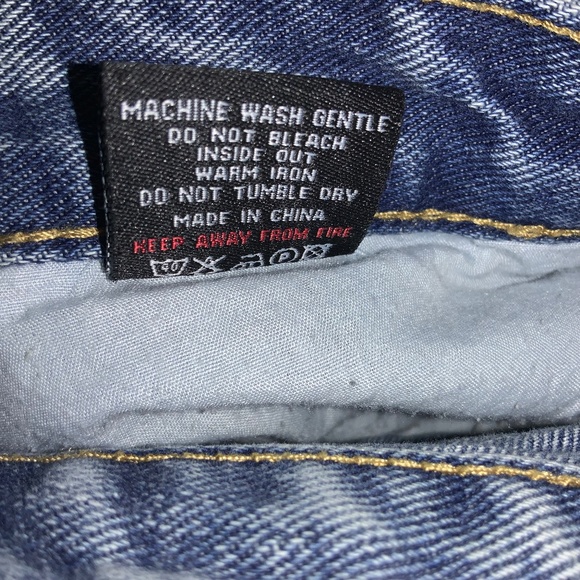 MACHINE WASH GENTLE
DO NOT BLEACH
INSIDE OUT
WARM IRON
DO NOT TUMBLE DRY
MADE IN CHINA
KEEP AWAY FROM FIRE
40 P